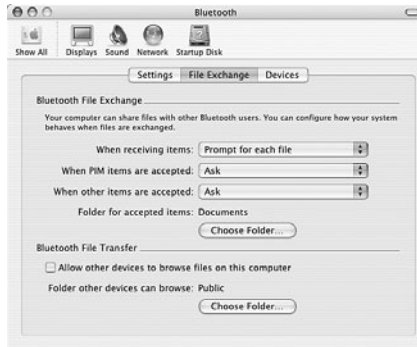 Bluetooth
Show All Displays Sound Network Startup Disk
Settings File Exchange Devices
Bluetooth File Exchange
Your computer can share files with other Bluetooth users. You can configure how your system
behaves when files are exchanged.
When receiving items: Prompt for each file
When PIM items are accepted: Ask
When other items are accepted: Ask
Folder for accepted items: Documents
Choose Folder...
Bluetooth File Transfer
Allow other devices to browse files on this computer
Folder other devices can browse: Public
Choose Folder...